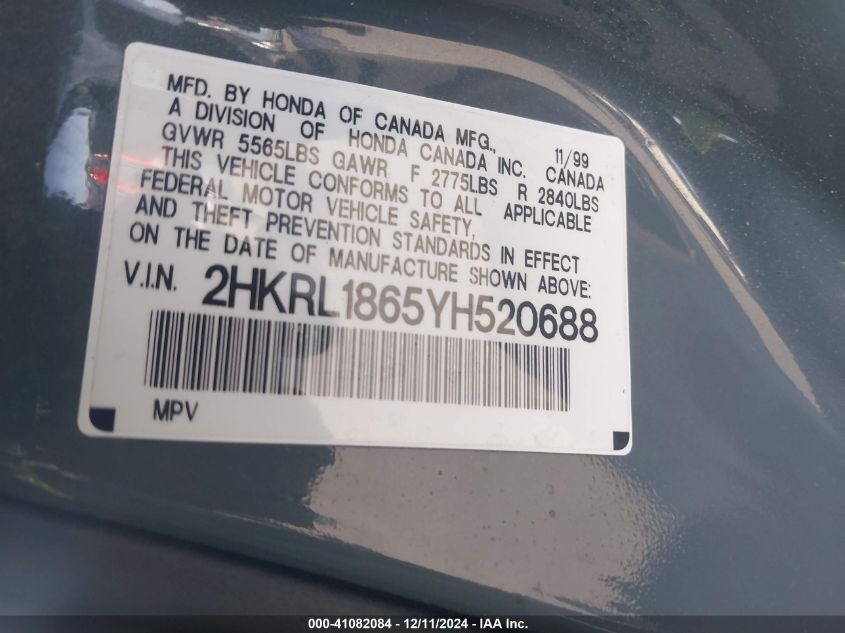 MFD. BY HONDA OF CANADA MFG., 11/99
A DIVISION OF HONDA CANADA INC. CANADA
GVWR 5565LBS GAWR F 2775LBS R 2840LBS
THIS VEHICLE CONFORMS TO ALL APPLICABLE
FEDERAL MOTOR VEHICLE SAFETY,
AND THEFT PREVENTION STANDARDS IN EFFECT
ON THE DATE OF MANUFACTURE SHOWN ABOVE:
V.I.N. 2HKRL1865YH520688
MPV
000-41082084 - 12/11/2024 - IAA Inc.